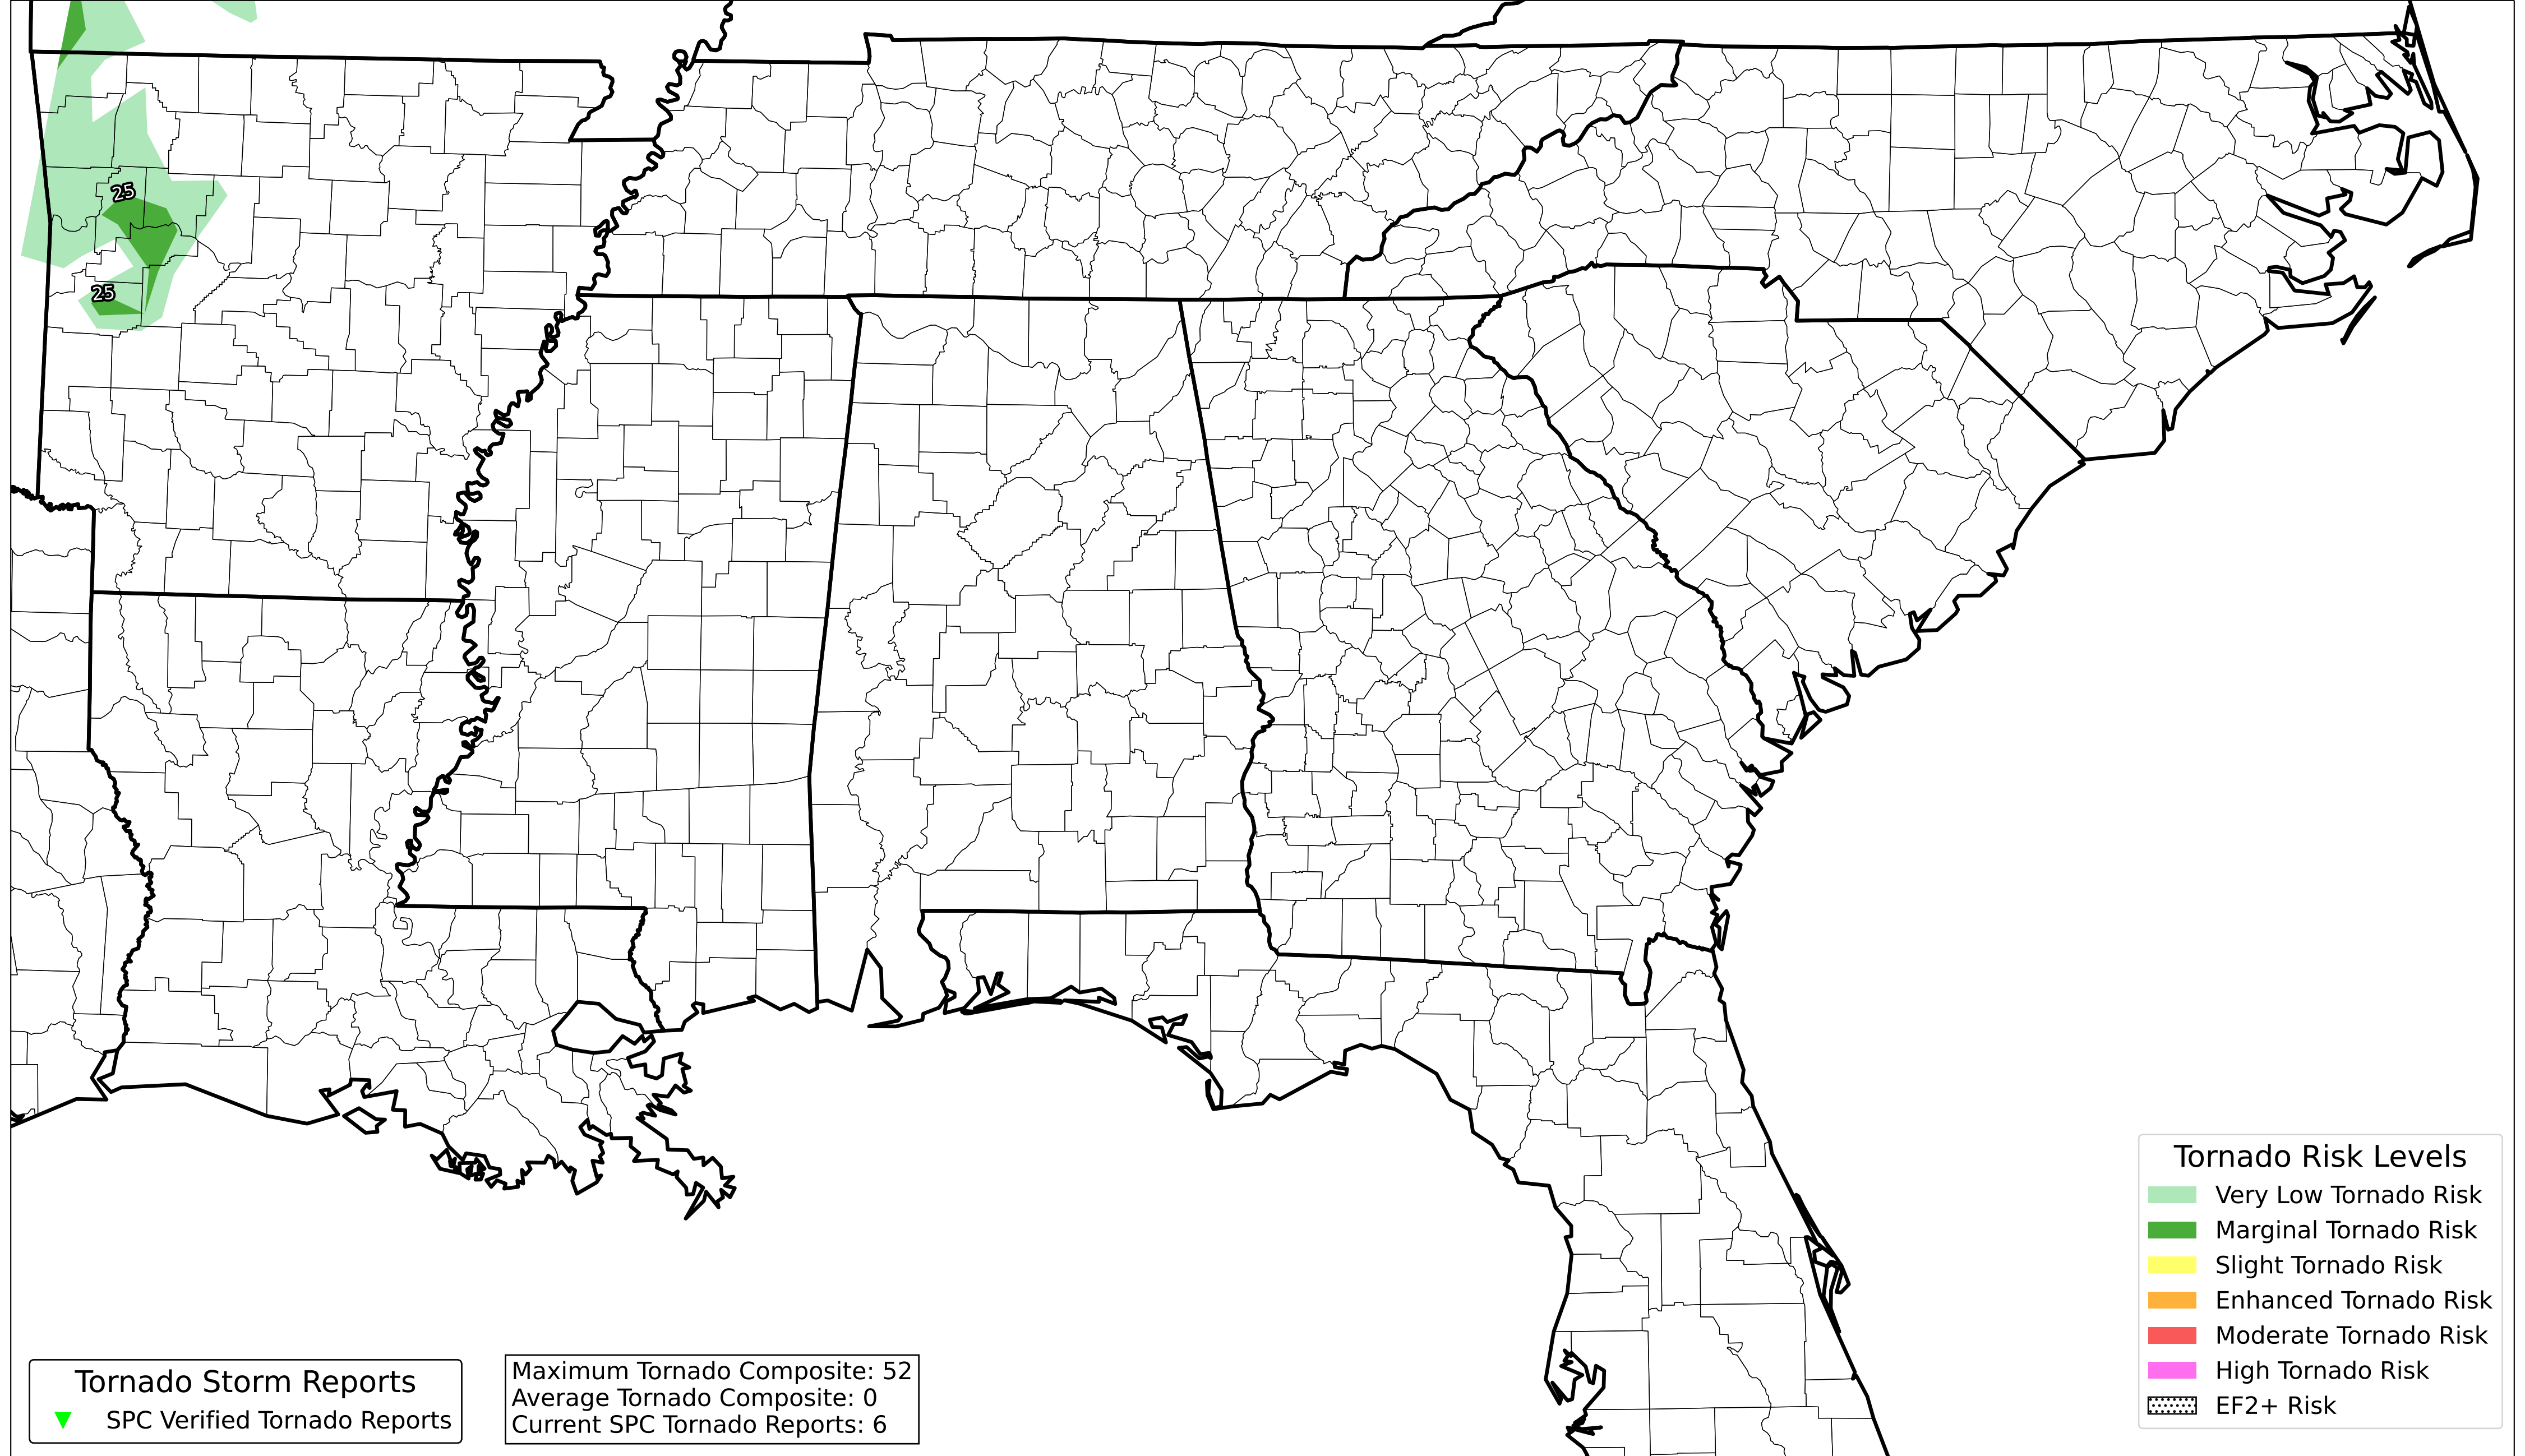 25
25
Tornado Risk Levels
Very Low Tornado Risk
Marginal Tornado Risk
Slight Tornado Risk
Enhanced Tornado Risk
Moderate Tornado Risk
High Tornado Risk
EF2+ Risk
Tornado Storm Reports
SPC Verified Tornado Reports
Maximum Tornado Composite: 52
Average Tornado Composite: 0
Current SPC Tornado Reports: 6